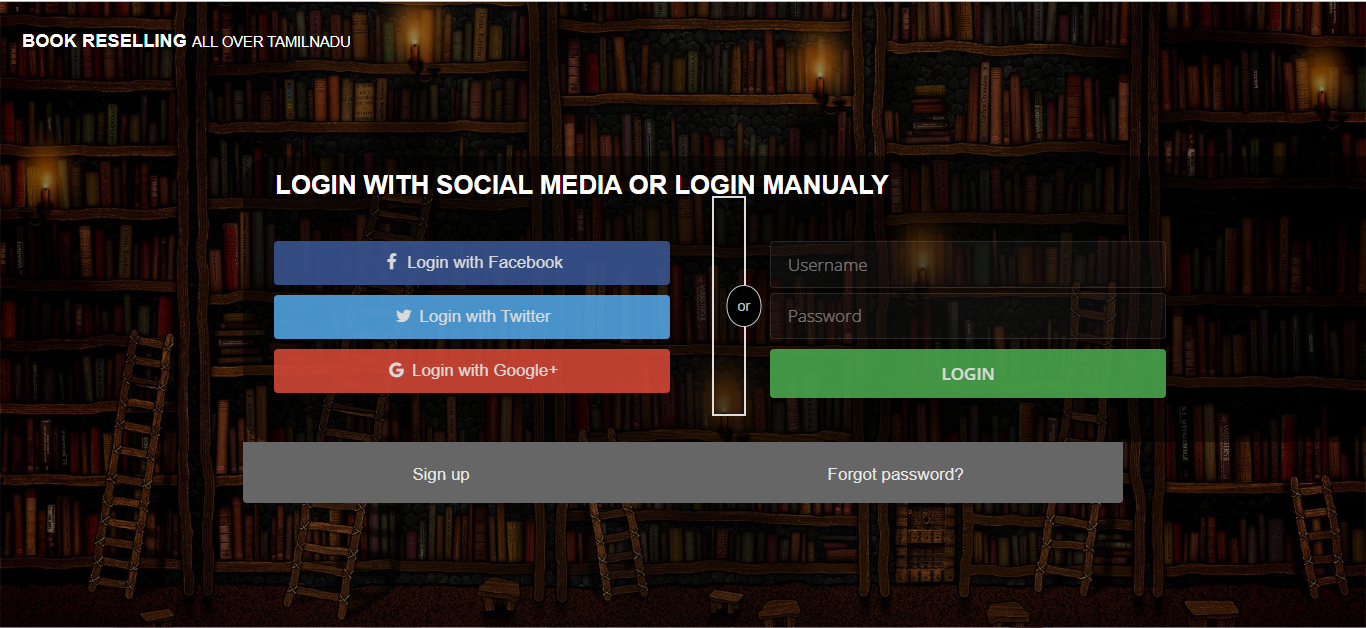 BOOK RESELLING ALL OVER TAMILNADU
LOGIN WITH SOCIAL MEDIA OR LOGIN MANUALY
Login with Facebook
Login with Twitter
Login with Google+
or
Username
Password
LOGIN
Sign up
Forgot password?